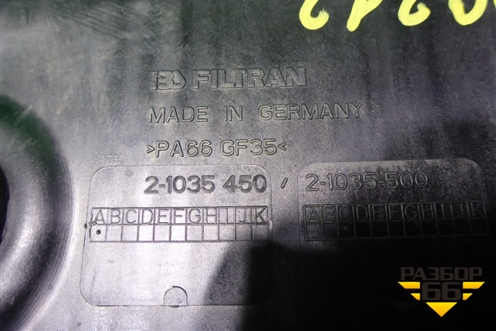 FILTRAN
MADE IN GERMANY
>PA66 GF35<
2-1035 450 / 2-1035-500
ABCDEFGHIJK ABCDEFGHIJK
РАЗБОР
66